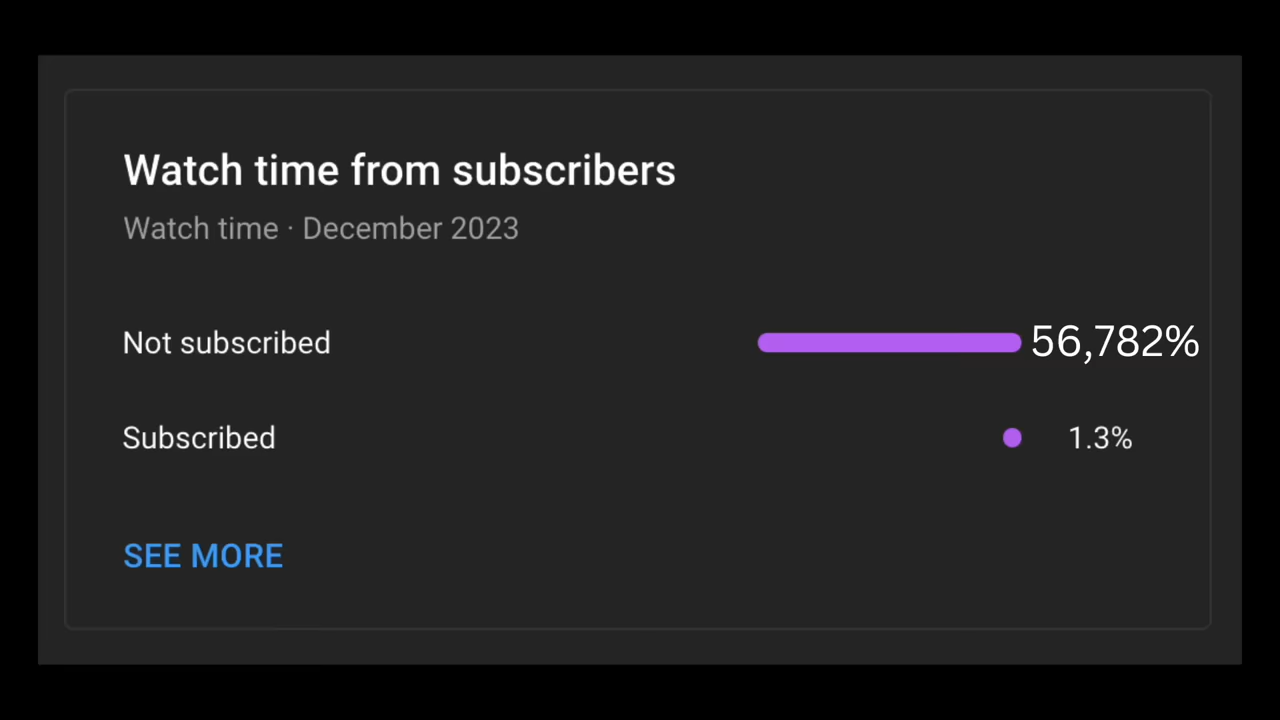 Watch time from subscribers
Watch time · December 2023
Not subscribed 56,782%
Subscribed 1.3%
SEE MORE